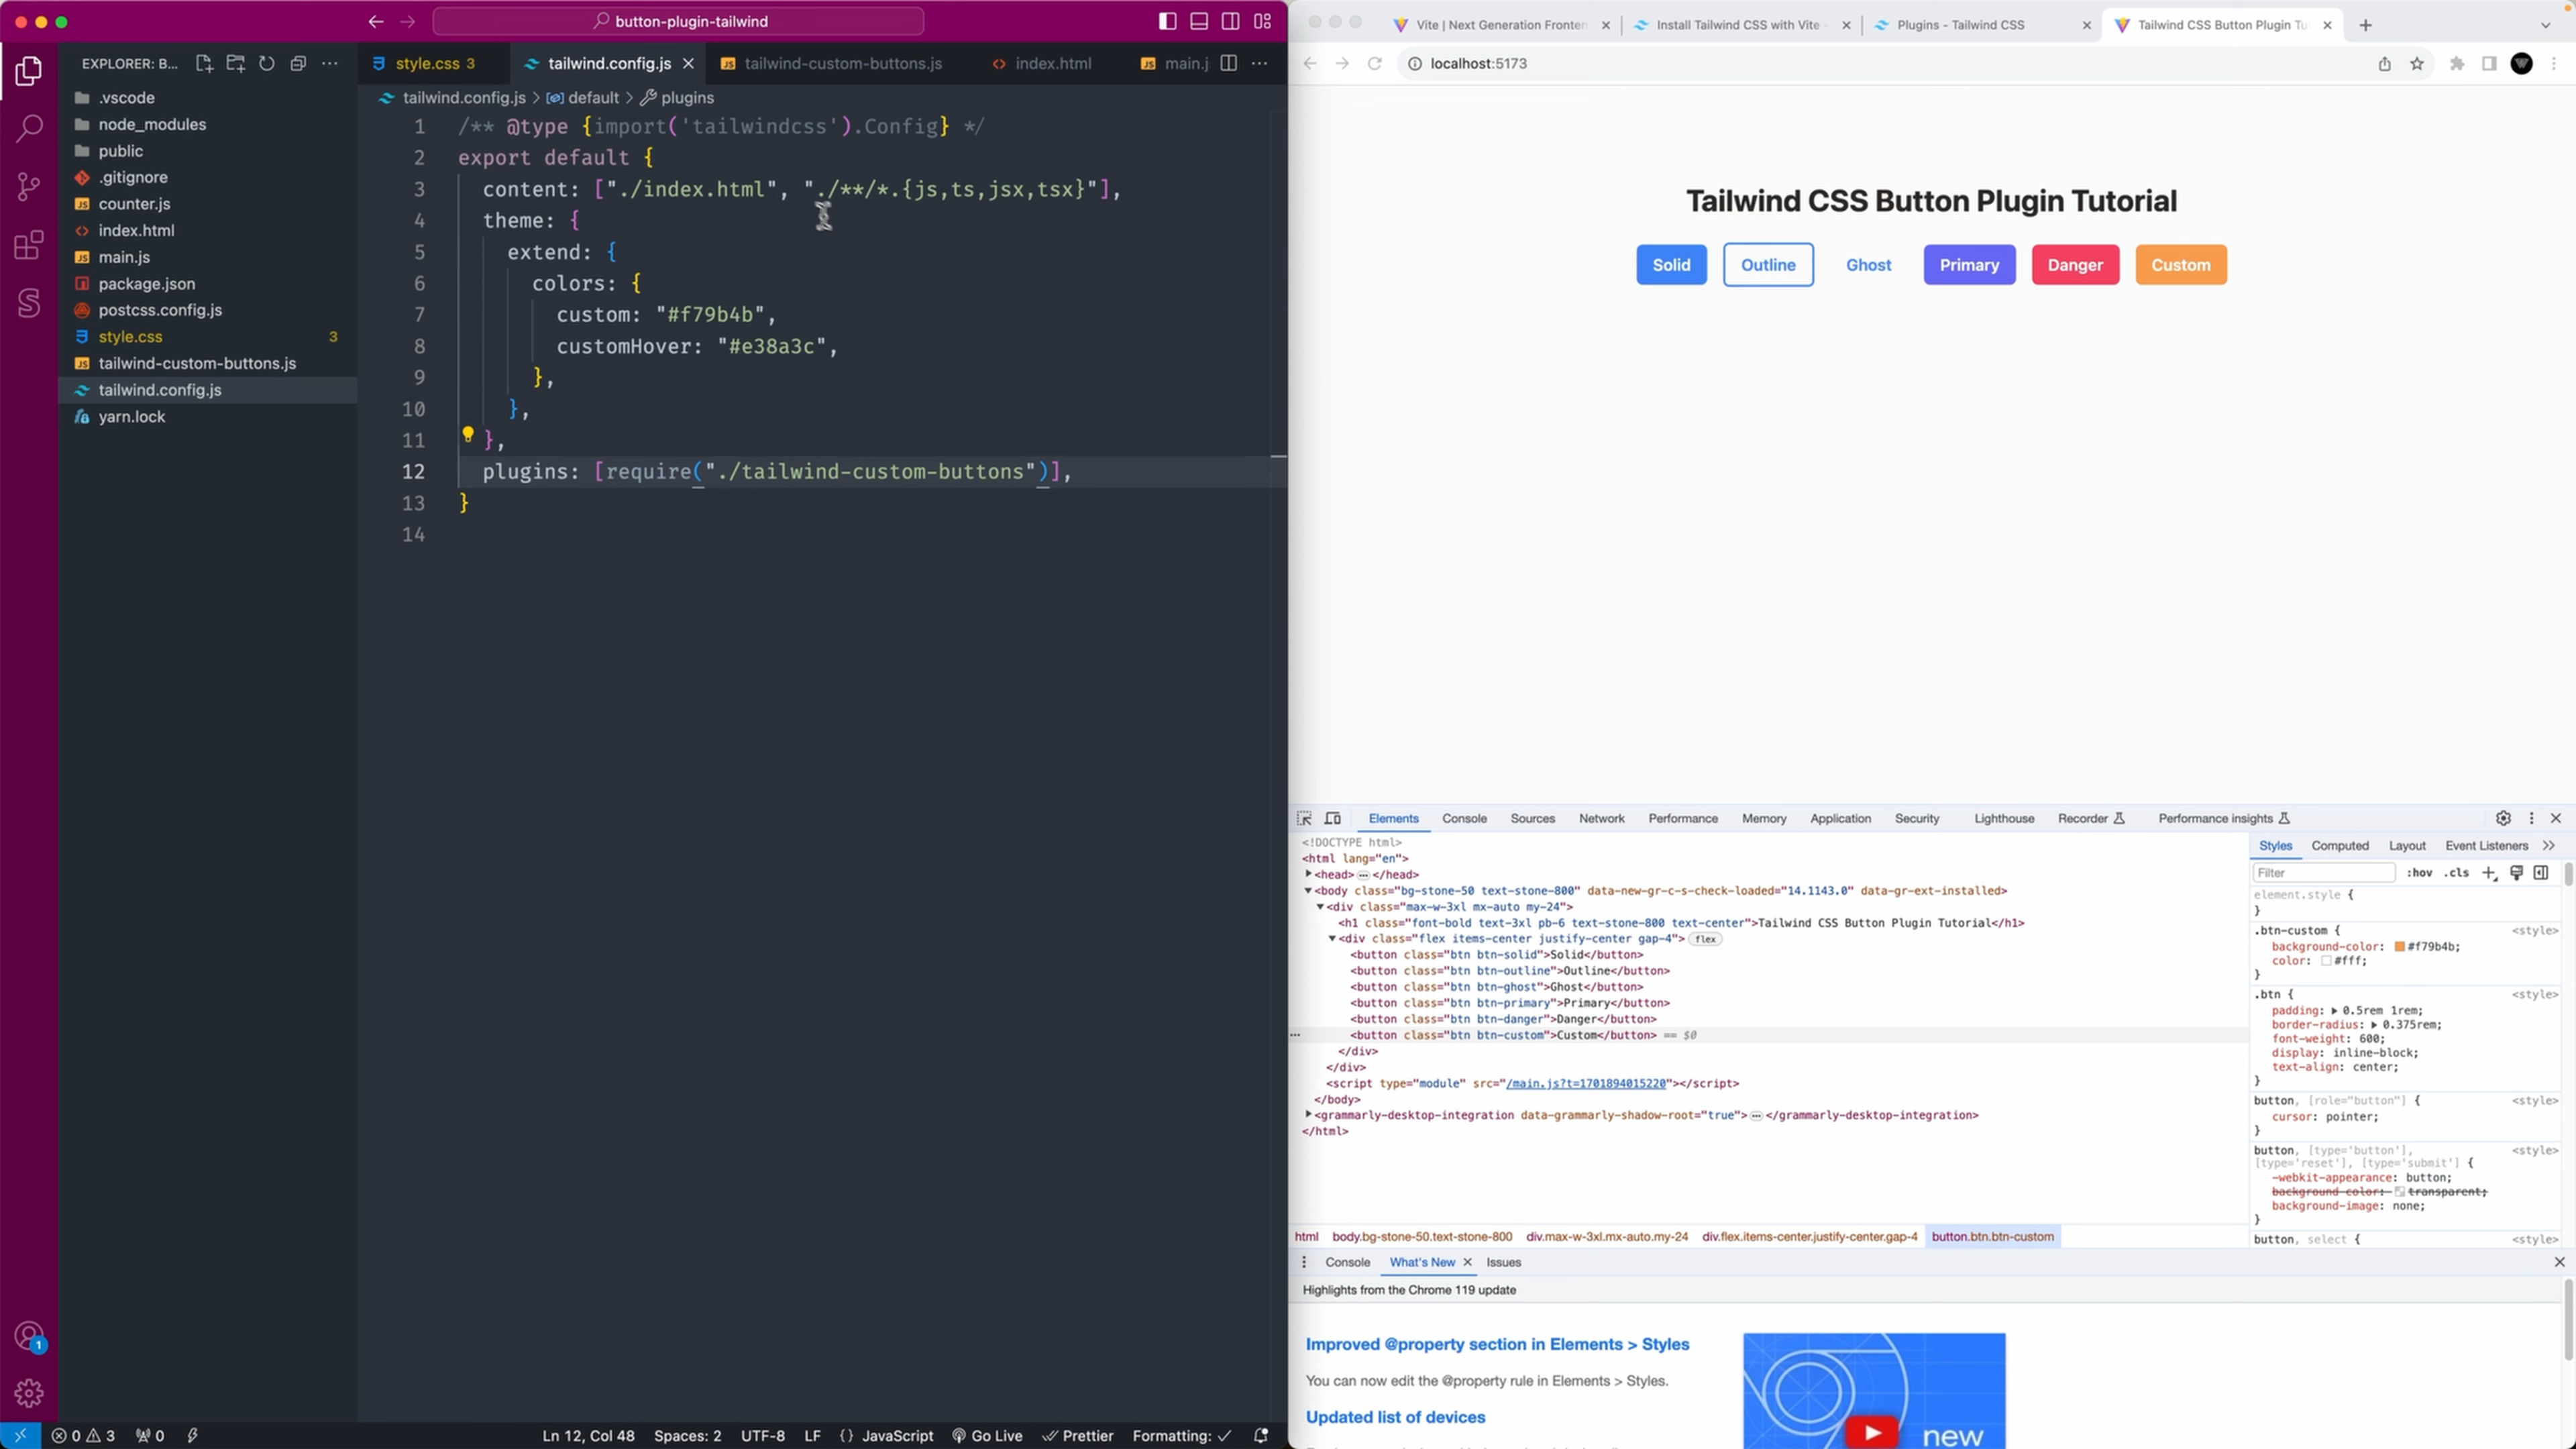 button-plugin-tailwind
EXPLORER: B...
.vscode
node_modules
public
.gitignore
counter.js
index.html
main.js
package.json
postcss.config.js
style.css 3
tailwind-custom-buttons.js
tailwind.config.js
yarn.lock
style.css 3
tailwind.config.js
tailwind-custom-buttons.js
index.html
main.j
tailwind.config.js > default > plugins
1 /** @type {import('tailwindcss').Config} */
2 export default {
3 content: ["./index.html", "./**/*.{js,ts,jsx,tsx}"],
4 theme: {
5 extend: {
6 colors: {
7 custom: "#f79b4b",
8 customHover: "#e38a3c",
9 },
10 },
11 },
12 plugins: [require("./tailwind-custom-buttons")],
13 }
14
1
0 3 0
Ln 12, Col 48 Spaces: 2 UTF-8 LF {} JavaScript Go Live Prettier Formatting:
Vite | Next Generation Fronten
Install Tailwind CSS with Vite -
Plugins - Tailwind CSS
Tailwind CSS Button Plugin Tu
localhost:5173
W
Tailwind CSS Button Plugin Tutorial
Solid Outline Ghost Primary Danger Custom
Elements Console Sources Network Performance Memory Application Security Lighthouse Recorder Performance insights
<!DOCTYPE html>
<html lang="en">
<head> </head>
<body class="bg-stone-50 text-stone-800" data-new-gr-c-s-check-loaded="14.1143.0" data-gr-ext-installed>
<div class="max-w-3xl mx-auto my-24">
<h1 class="font-bold text-3xl pb-6 text-stone-800 text-center">Tailwind CSS Button Plugin Tutorial</h1>
<div class="flex items-center justify-center gap-4"> flex
<button class="btn btn-solid">Solid</button>
<button class="btn btn-outline">Outline</button>
<button class="btn btn-ghost">Ghost</button>
<button class="btn btn-primary">Primary</button>
<button class="btn btn-danger">Danger</button>
<button class="btn btn-custom">Custom</button> == $0
</div>
</div>
<script type="module" src="/main.js?t=1701894015220"></script>
</body>
<grammarly-desktop-integration data-grammarly-shadow-root="true"> </grammarly-desktop-integration>
</html>
html body.bg-stone-50.text-stone-800 div.max-w-3xl.mx-auto.my-24 div.flex.items-center.justify-center.gap-4 button.btn.btn-custom
Styles Computed Layout Event Listeners
Filter :hov .cls
element.style {
}
.btn-custom { <style>
background-color: #f79b4b;
color: #fff;
}
.btn { <style>
padding: 0.5rem 1rem;
border-radius: 0.375rem;
font-weight: 600;
display: inline-block;
text-align: center;
}
button, [role="button"] { <style>
cursor: pointer;
}
button, [type='button'], <style>
[type='reset'], [type='submit'] {
-webkit-appearance: button;
background-color: transparent;
background-image: none;
}
button, select { <style>
Console What's New Issues
Highlights from the Chrome 119 update
Improved @property section in Elements > Styles
You can now edit the @property rule in Elements > Styles.
Updated list of devices
new